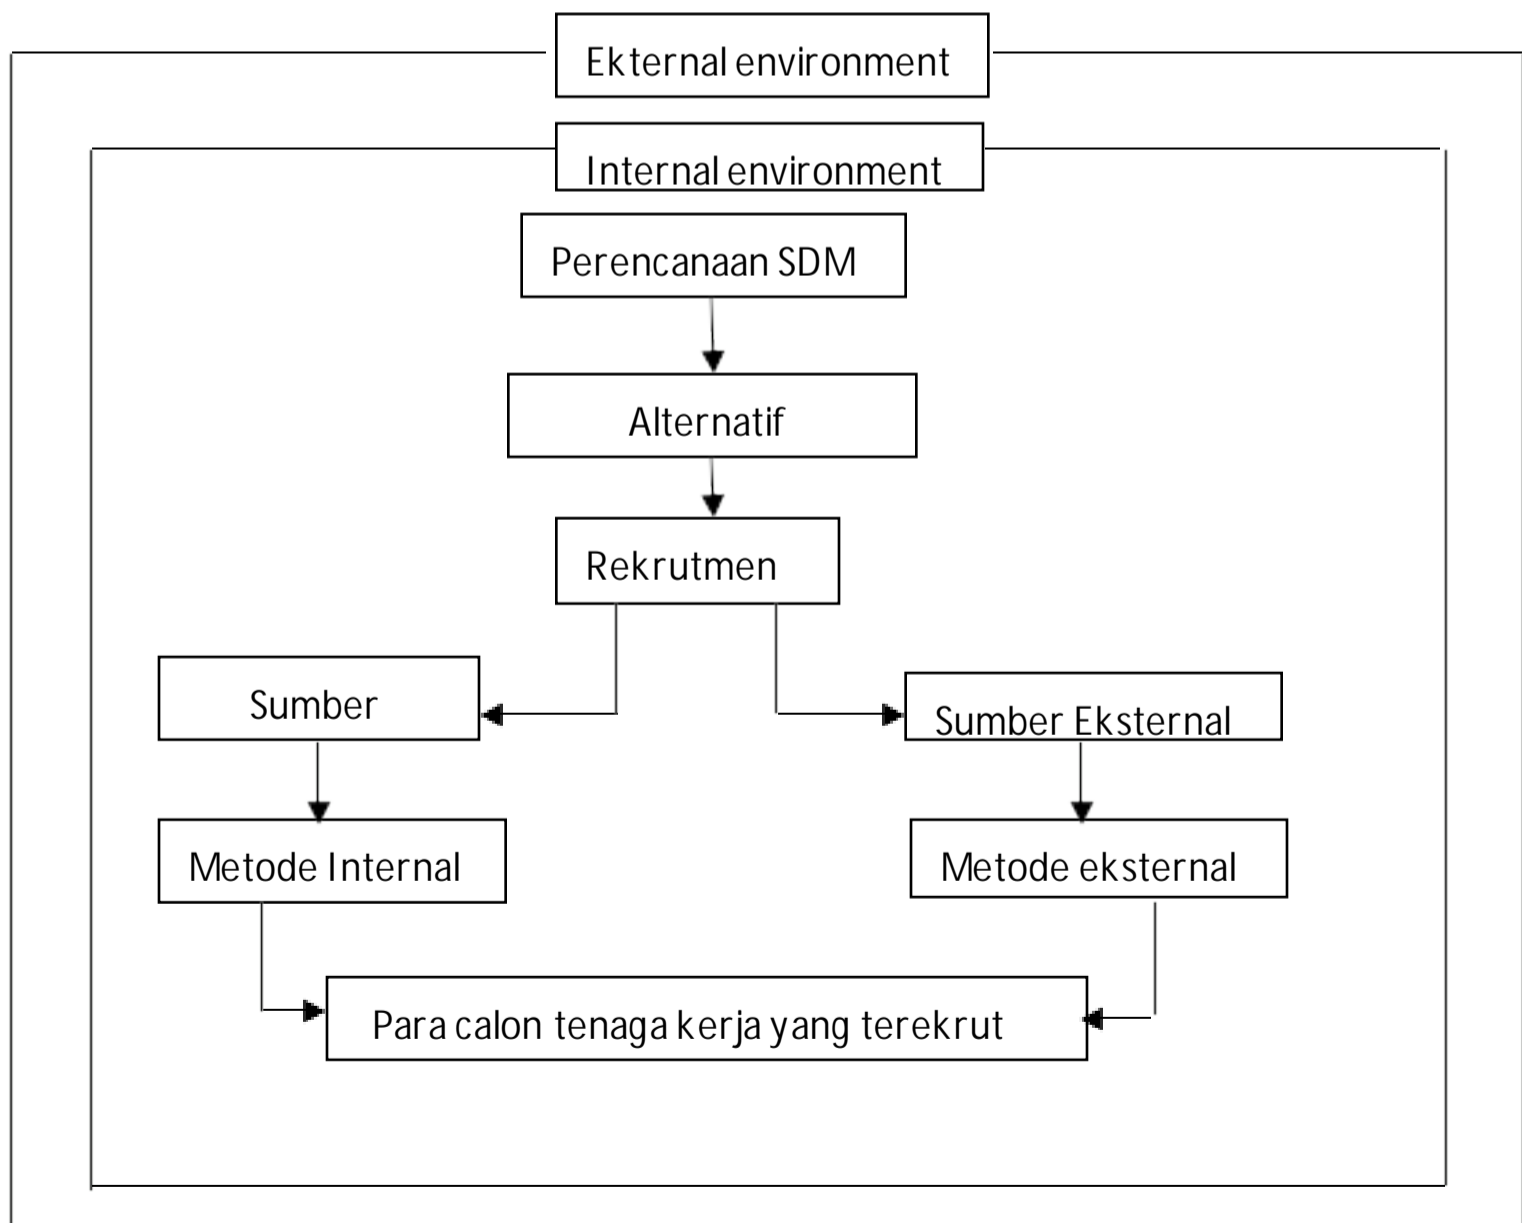 Ekternal environment
Internal environment
Perencanaan SDM
Alternatif
Rekrutmen
Sumber
Sumber Eksternal
Metode Internal
Metode eksternal
Para calon tenaga kerja yang terekrut